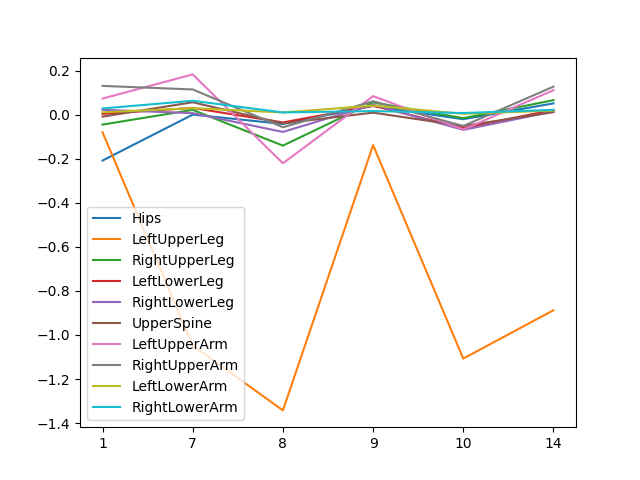 0.2
0.0
−0.2
−0.4
−0.6
−0.8
−1.0
−1.2
−1.4
Hips
LeftUpperLeg
RightUpperLeg
LeftLowerLeg
RightLowerLeg
UpperSpine
LeftUpperArm
RightUpperArm
LeftLowerArm
RightLowerArm
1 7 8 9 10 14